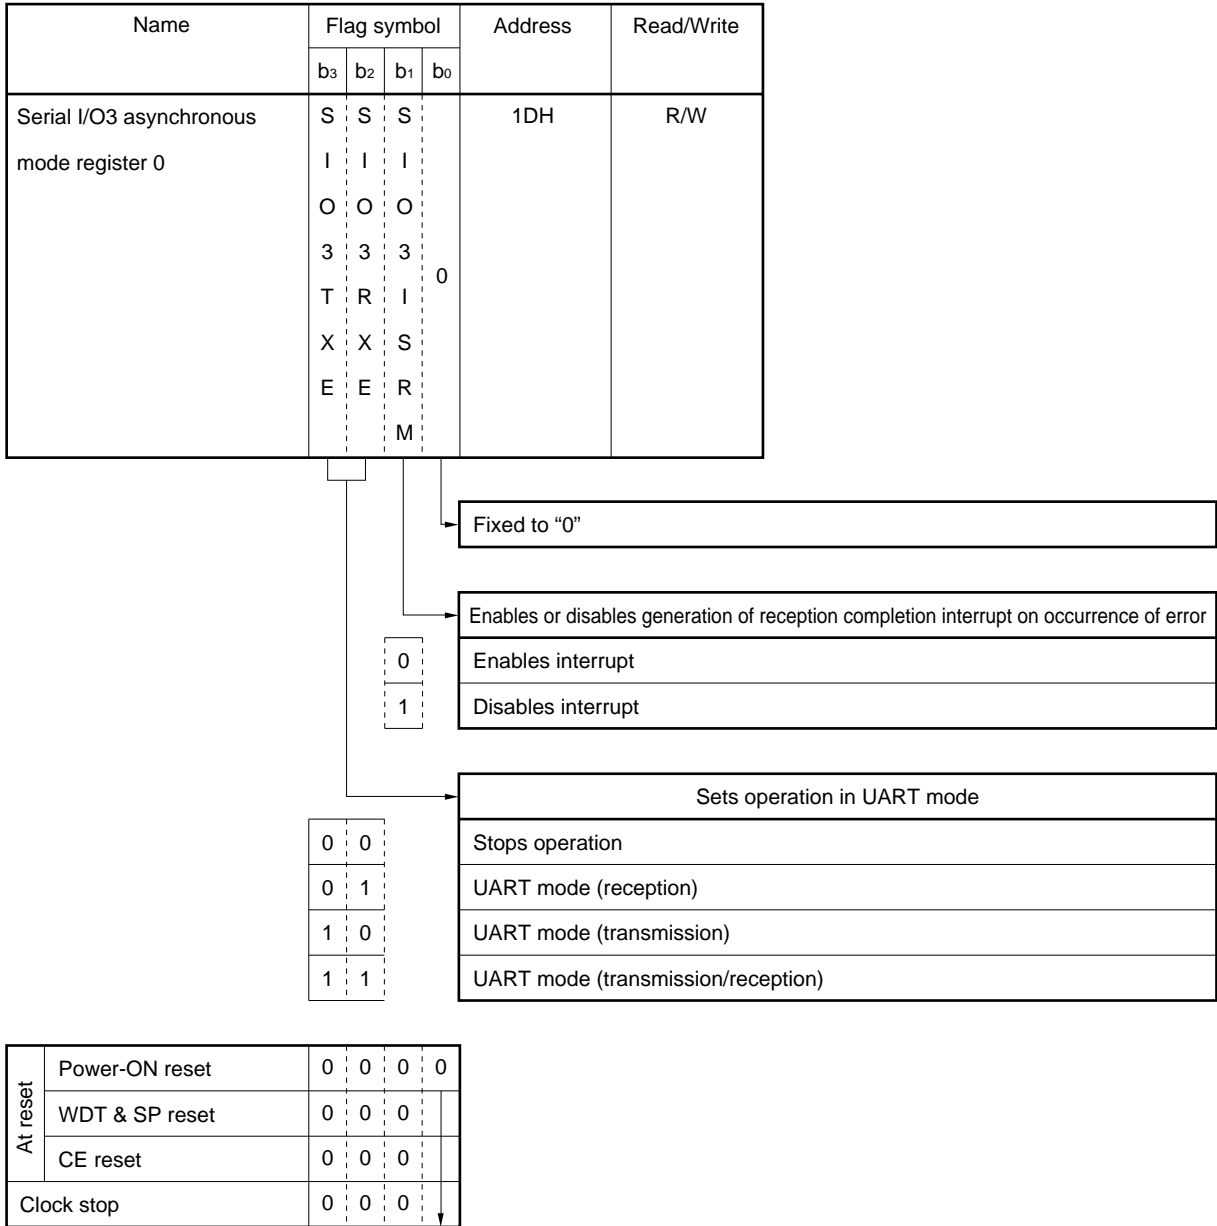 Name Flag symbol Address Read/Write
b3 b2 b1 b0
Serial I/O3 asynchronous S S S 1DH R/W
mode register 0 I I I
O O O
3 3 3
0
T R I
X X S
E E R
M
Fixed to “0”
Enables or disables generation of reception completion interrupt on occurrence of error
0 Enables interrupt
1 Disables interrupt
Sets operation in UART mode
0 0 Stops operation
0 1 UART mode (reception)
1 0 UART mode (transmission)
1 1 UART mode (transmission/reception)
At reset
Power-ON reset 0 0 0 0
WDT & SP reset 0 0 0
CE reset 0 0 0
Clock stop 0 0 0